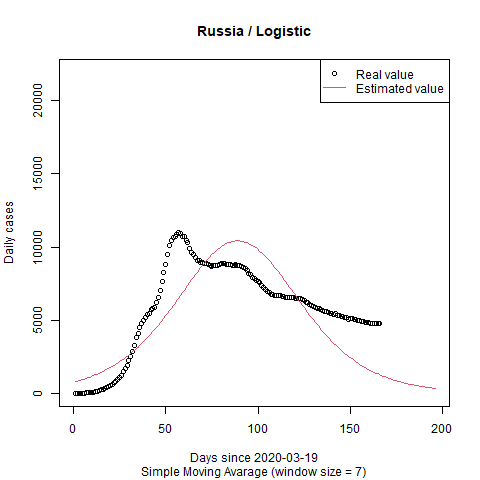 Russia / Logistic
Real value
Estimated value
Daily cases
0
5000
10000
15000
20000
0
50
100
150
200
Days since 2020-03-19
Simple Moving Avarage (window size = 7)